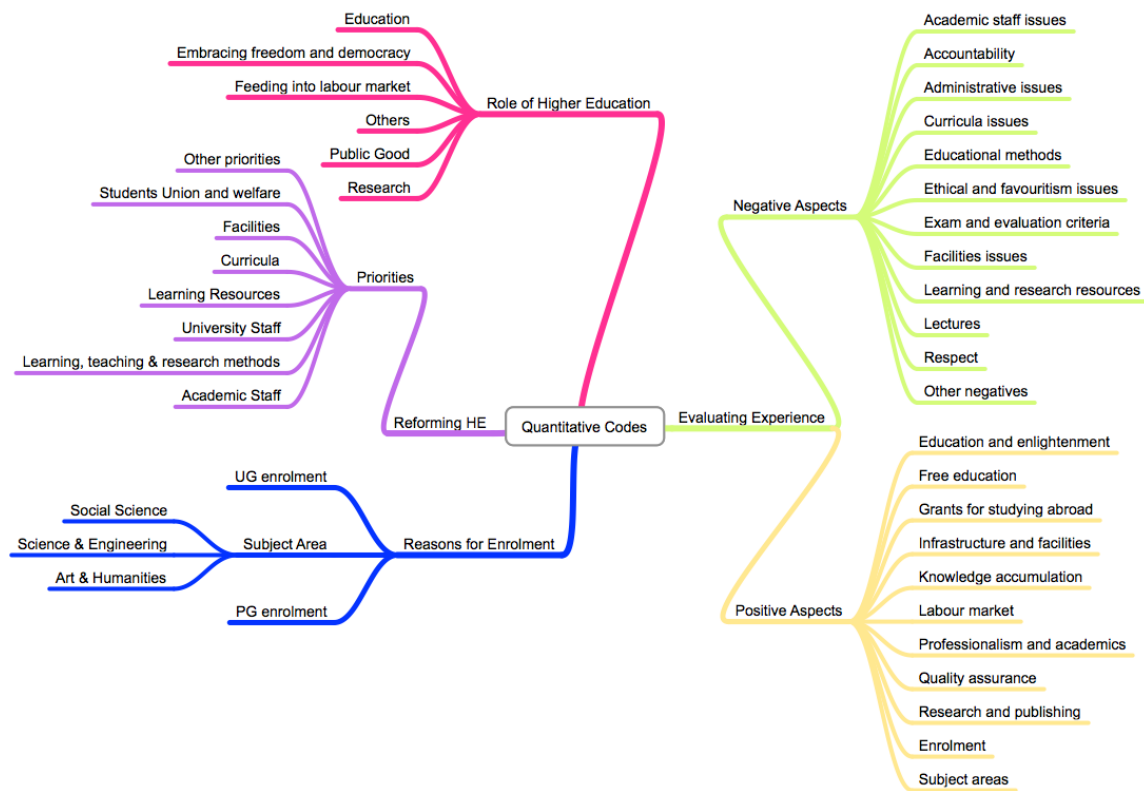 Education
Embracing freedom and democracy
Feeding into labour market
Others
Public Good
Research
Role of Higher Education
Other priorities
Students Union and welfare
Facilities
Curricula
Learning Resources
University Staff
Learning, teaching & research methods
Academic Staff
Priorities
Reforming HE
Quantitative Codes
UG enrolment
Social Science
Science & Engineering
Art & Humanities
Subject Area
PG enrolment
Reasons for Enrolment
Evaluating Experience
Negative Aspects
Academic staff issues
Accountability
Administrative issues
Curricula issues
Educational methods
Ethical and favouritism issues
Exam and evaluation criteria
Facilities issues
Learning and research resources
Lectures
Respect
Other negatives
Positive Aspects
Education and enlightenment
Free education
Grants for studying abroad
Infrastructure and facilities
Knowledge accumulation
Labour market
Professionalism and academics
Quality assurance
Research and publishing
Enrolment
Subject areas